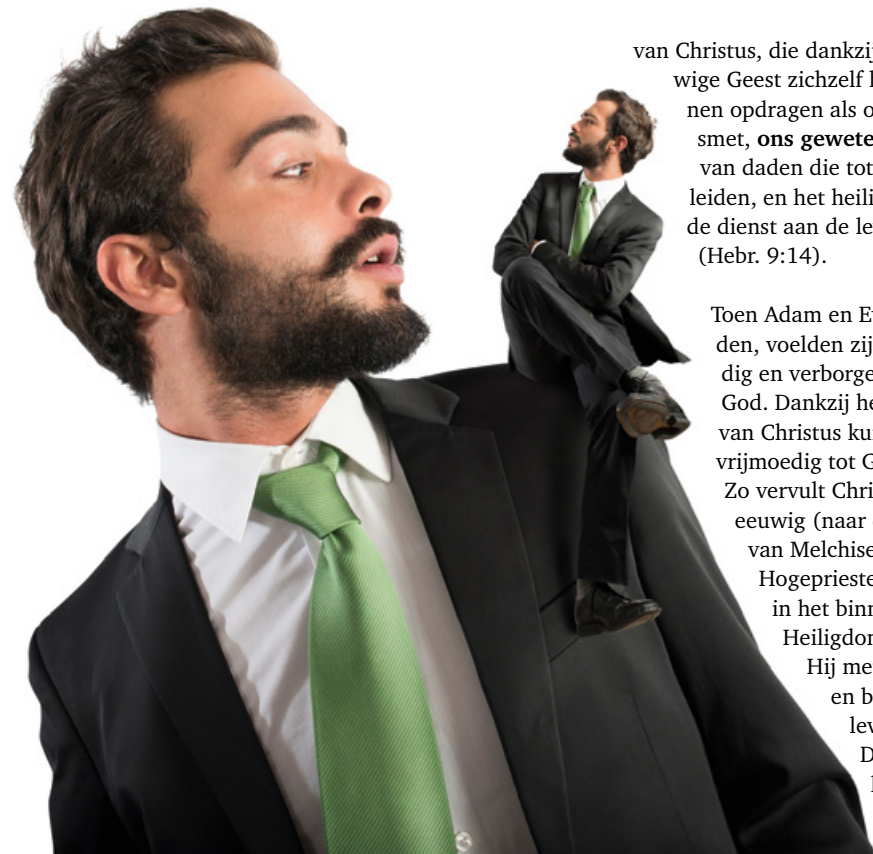 van Christus, die dankzij
wige Geest zichzelf
nen opdragen als
smet, ons gewete
van daden die tot
leiden, en het heili
de dienst aan de le
(Hebr. 9:14).
Toen Adam en E
den, voelden zij
dig en verborge
God. Dankzij he
van Christus ku
vrijmoedig tot G
Zo vervult Chri
eeuwig (naar
van Melchise
Hogeprieste
in het bin
Heiligdo
Hij me
en b
lev
D